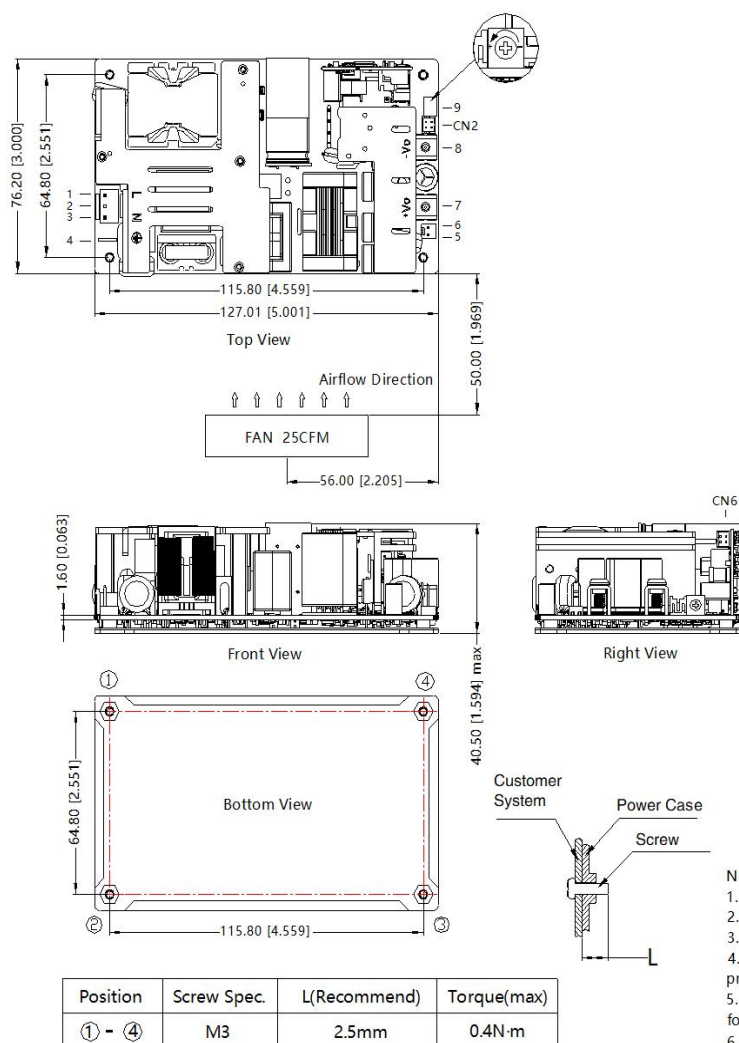 76.20 [3.000]
64.80 [2.551]
1
2
3
4
L
N
-Vo
+Vo
9
CN2
8
7
6
5
115.80 [4.559]
127.01 [5.001]
Top View
50.00 [1.969]
Airflow Direction
FAN 25CFM
56.00 [2.205]
1.60 [0.063]
Front View
40.50 [1.594] max
CN6
Right View
①
④
64.80 [2.551]
Bottom View
②
③
115.80 [4.559]
Customer
System
Power Case
Screw
L
N
1.
2.
3.
4.
pr
5.
fo
6
Position Screw Spec. L(Recommend) Torque(max)
① - ④ M3 2.5mm 0.4N·m